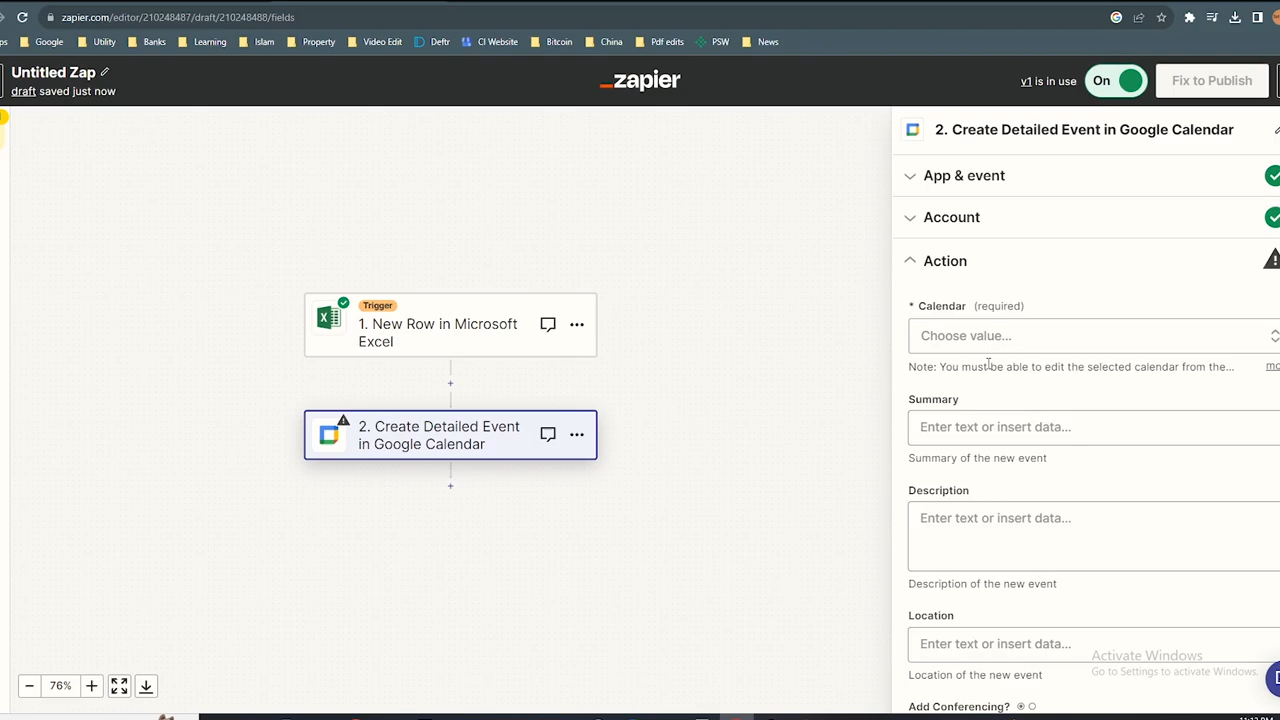 zapier.com/editor/210248487/draft/210248488/fields
Google Utility Banks Learning Islam Property Video Edit Deftr CI Website Bitcoin China Pdf edits PSW News
Untitled Zap
draft saved just now
_zapier
v1 is in use
On
Fix to Publish
2. Create Detailed Event in Google Calendar
App & event
Account
Action
* Calendar (required)
Choose value...
Note: You must be able to edit the selected calendar from the...
Summary
Enter text or insert data...
Summary of the new event
Description
Enter text or insert data...
Description of the new event
Location
Enter text or insert data...
Location of the new event
Add Conferencing?
Trigger
1. New Row in Microsoft
Excel
2. Create Detailed Event
in Google Calendar
76%
Activate Windows
Go to Settings to activate Windows.